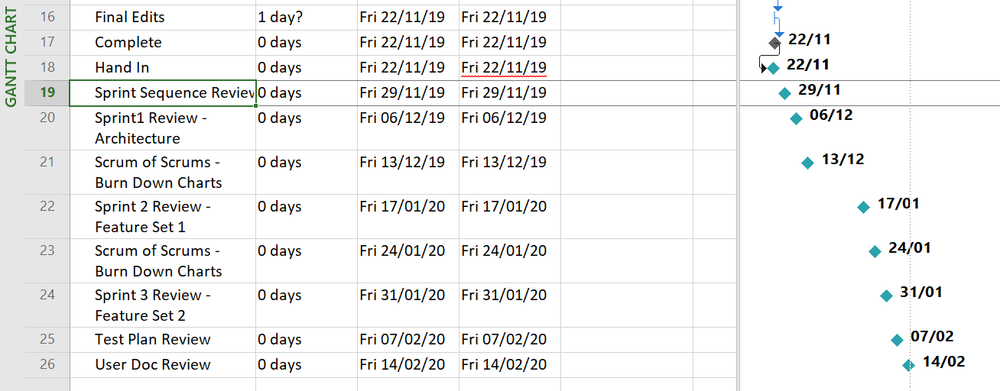 GANTT CHART
16 Final Edits 1 day? Fri 22/11/19 Fri 22/11/19
17 Complete 0 days Fri 22/11/19 Fri 22/11/19 22/11
18 Hand In 0 days Fri 22/11/19 Fri 22/11/19 22/11
19 Sprint Sequence Review 0 days Fri 29/11/19 Fri 29/11/19 29/11
20 Sprint1 Review - 0 days Fri 06/12/19 Fri 06/12/19 06/12
Architecture
21 Scrum of Scrums - 0 days Fri 13/12/19 Fri 13/12/19 13/12
Burn Down Charts
22 Sprint 2 Review - 0 days Fri 17/01/20 Fri 17/01/20 17/01
Feature Set 1
23 Scrum of Scrums - 0 days Fri 24/01/20 Fri 24/01/20 24/01
Burn Down Charts
24 Sprint 3 Review - 0 days Fri 31/01/20 Fri 31/01/20 31/01
Feature Set 2
25 Test Plan Review 0 days Fri 07/02/20 Fri 07/02/20 07/02
26 User Doc Review 0 days Fri 14/02/20 Fri 14/02/20 14/02